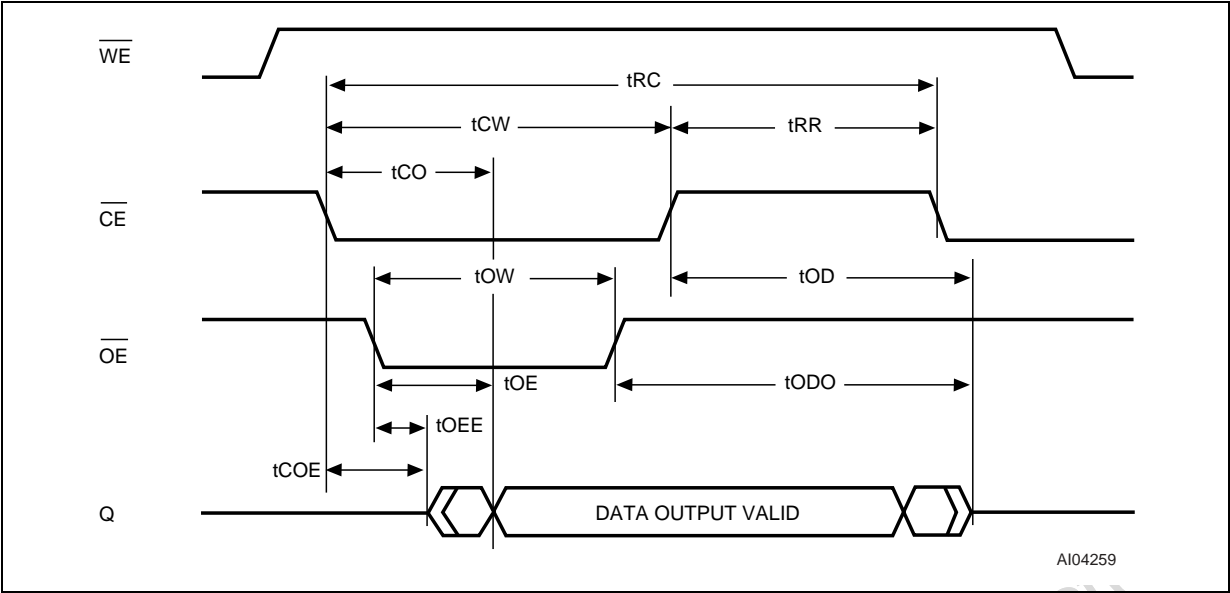 WE
tRC
tCW
tRR
tCO
CE
tOW
tOD
OE
tOE
tODO
tOEE
tCOE
Q
DATA OUTPUT VALID
AI04259